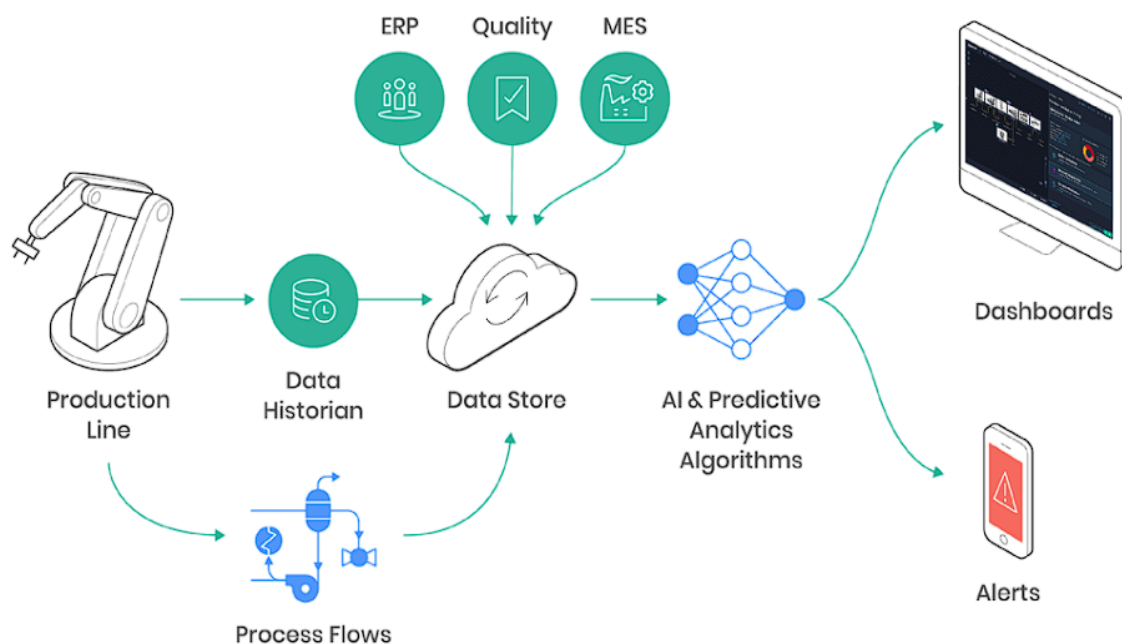 ERP
Quality
MES
Production
Line
Data
Historian
Data Store
AI & Predictive
Analytics
Algorithms
Dashboards
Process Flows
Alerts